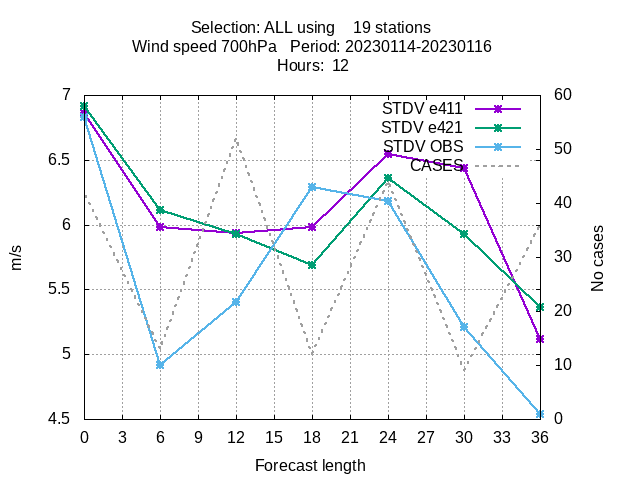 Selection: ALL using    19 stations
Wind speed 700hPa   Period: 20230114-20230116
Hours:  12
7
6.5
6
5.5
5
4.5
m/s
STDV e411
STDV e421
STDV OBS
CASES
60
50
40
30
20
10
0
No cases
0 3 6 9 12 15 18 21 24 27 30 33 36
Forecast length